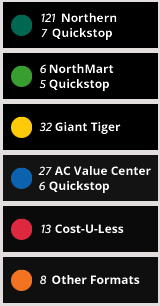 121 Northern
7 Quickstop
6 NorthMart
5 Quickstop
32 Giant Tiger
27 AC Value Center
6 Quickstop
13 Cost-U-Less
8 Other Formats